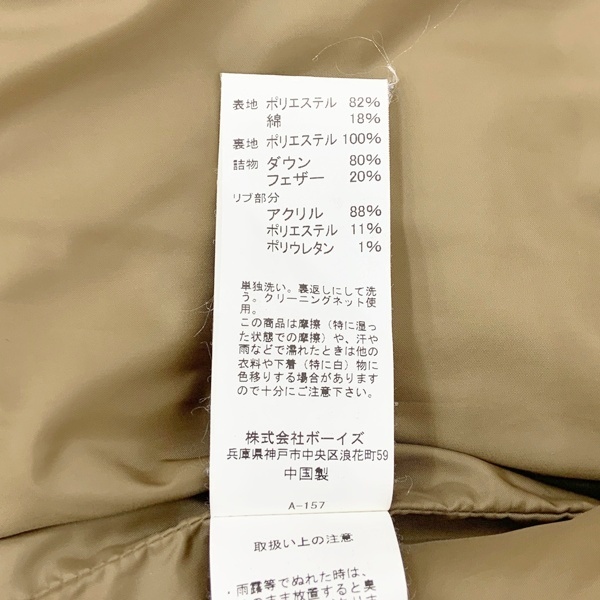 表地 ポリエステル 82%
綿 18%
裏地 ポリエステル 100%
詰物 ダウン 80%
フェザー 20%
リブ部分
アクリル 88%
ポリエステル 11%
ポリウレタン 1%
単独洗い。裏返しにして洗
う。クリーニングネット使
用。
この商品は摩擦（特に湿っ
た状態での摩擦）や、汗や
雨などで濡れたときは他の
衣料や下着（特に白）物に
色移りする場合があります
ので十分にご注意下さい。
株式会社ボーイズ
兵庫県神戸市中央区浪花町59
中国製
A-157
取扱い上の注意
・雨露等でぬれた時は、
のまま放置すると奥